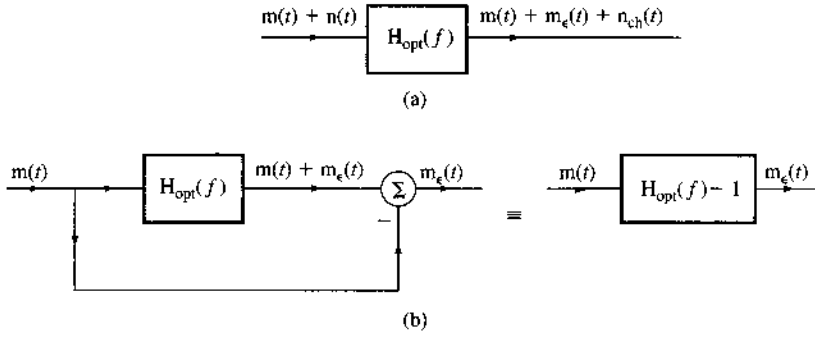 m(t) + n(t)
H_opt(f)
m(t) + m_ϵ(t) + n_ch(t)
(a)
m(t)
H_opt(f)
m(t) + m_ϵ(t)
Σ
m_ϵ(t)
−
≡
m(t)
H_opt(f) − 1
m_ϵ(t)
(b)